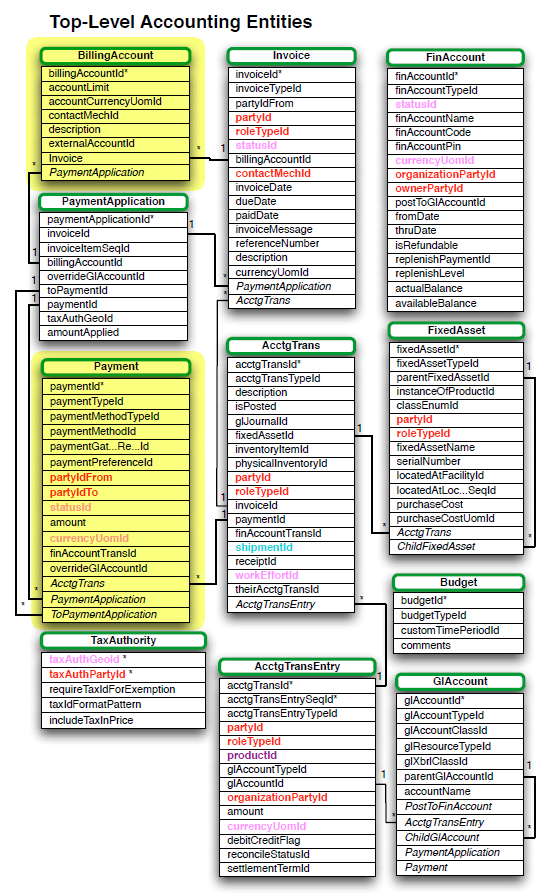 Top-Level Accounting Entities
BillingAccount
billingAccountId*
accountLimit
accountCurrencyUomId
contactMechId
description
externalAccountId
Invoice
PaymentApplication
*
*
PaymentApplication
paymentApplicationId*
invoiceId
invoiceItemSeqId
billingAccountId
overrideGlAccountId
toPaymentId
paymentId
taxAuthGeoId
amountApplied
1
1
1
1
Payment
paymentId*
paymentTypeId
paymentMethodTypeId
paymentMethodId
paymentGat...Re...Id
paymentPreferenceId
partyIdFrom
partyIdTo
statusId
amount
currencyUomId
finAccountTransId
overrideGlAccountId
AcctgTrans
PaymentApplication
ToPaymentApplication
*
*
*
TaxAuthority
taxAuthGeoId *
taxAuthPartyId *
requireTaxIdForExemption
taxIdFormatPattern
includeTaxInPrice
Invoice
invoiceId*
invoiceTypeId
partyIdFrom
partyId
roleTypeId
statusId
billingAccountId
contactMechId
invoiceDate
dueDate
paidDate
invoiceMessage
referenceNumber
description
currencyUomId
PaymentApplication
AcctgTrans
1
*
*
AcctgTrans
acctgTransId*
acctgTransTypeId
description
isPosted
glJournalId
fixedAssetId
inventoryItemId
physicalInventoryId
partyId
roleTypeId
invoiceId
paymentId
finAccountTransId
shipmentId
receiptId
workEffortId
theirAcctgTransId
AcctgTransEntry
1
1
1
*
AcctgTransEntry
acctgTransId*
acctgTransEntrySeqId*
acctgTransEntryTypeId
partyId
roleTypeId
productId
glAccountTypeId
glAccountId
organizationPartyId
amount
currencyUomId
debitCreditFlag
reconcileStatusId
settlementTermId
1
1
FinAccount
finAccountId*
finAccountTypeId
statusId
finAccountName
finAccountCode
finAccountPin
currencyUomId
organizationPartyId
ownerPartyId
postToGlAccountId
fromDate
thruDate
isRefundable
replenishPaymentId
replenishLevel
actualBalance
availableBalance
FixedAsset
fixedAssetId*
fixedAssetTypeId
parentFixedAssetId
instanceOfProductId
classEnumId
partyId
roleTypeId
fixedAssetName
serialNumber
locatedAtFacilityId
locatedAtLoc...SeqId
purchaseCost
purchaseCostUomId
AcctgTrans
ChildFixedAsset
1
*
*
Budget
budgetId*
budgetTypeId
customTimePeriodId
comments
GlAccount
glAccountId*
glAccountTypeId
glAccountClassId
glResourceTypeId
glXbrlClassId
parentGlAccountId
accountName
PostToFinAccount
AcctgTransEntry
ChildGlAccount
PaymentApplication
Payment
1
*
*